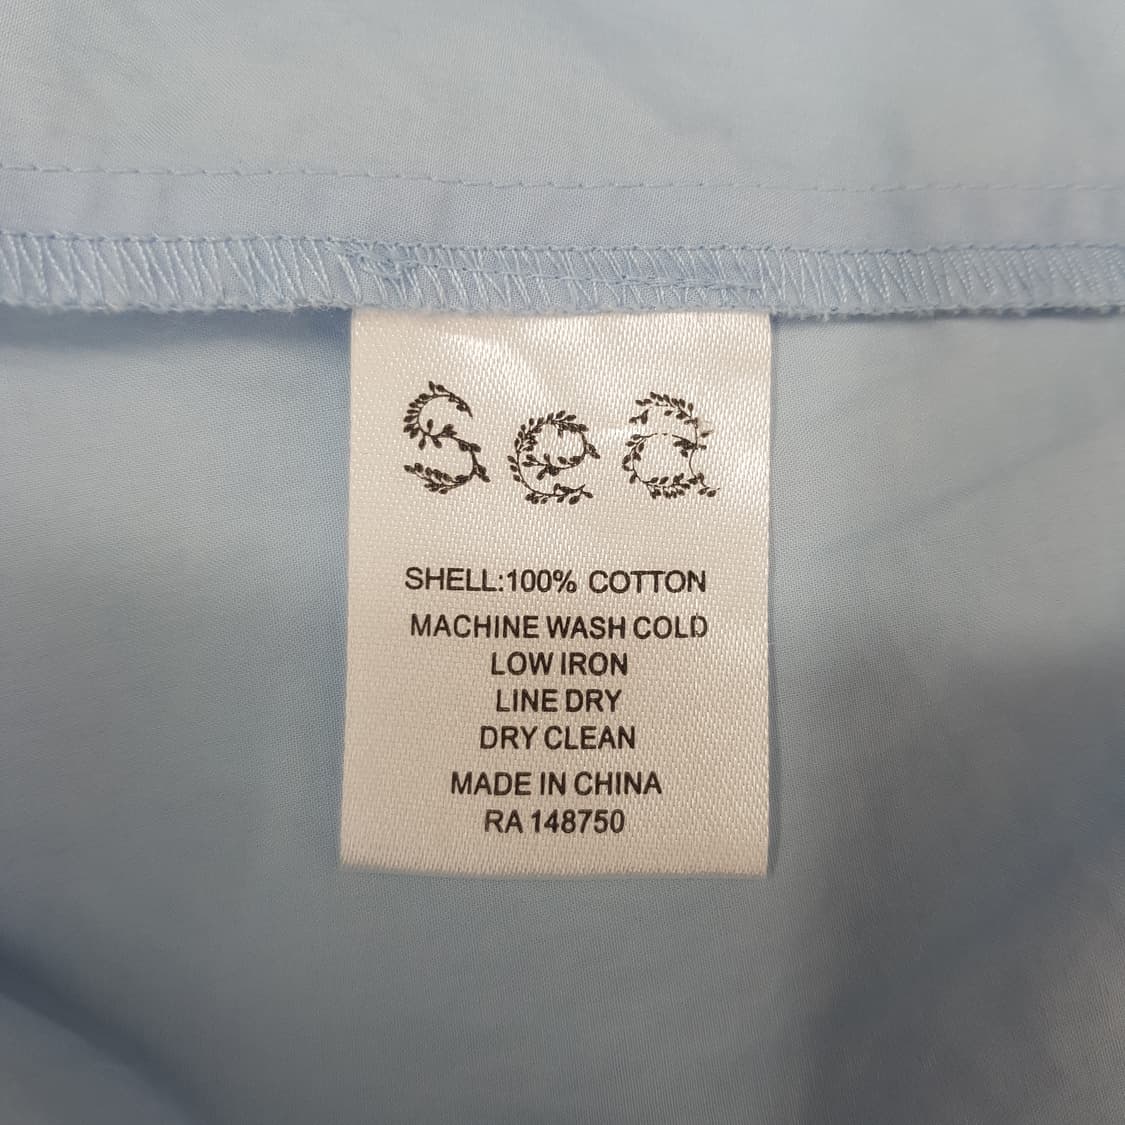 sea
SHELL:100% COTTON
MACHINE WASH COLD
LOW IRON
LINE DRY
DRY CLEAN
MADE IN CHINA
RA 148750